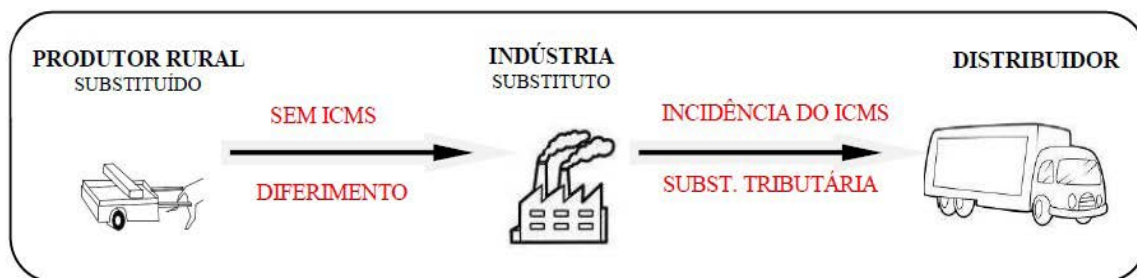 PRODUTOR RURAL
SUBSTITUÍDO
SEM ICMS
DIFERIMENTO
INDÚSTRIA
SUBSTITUTO
INCIDÊNCIA DO ICMS
SUBST. TRIBUTÁRIA
DISTRIBUIDOR